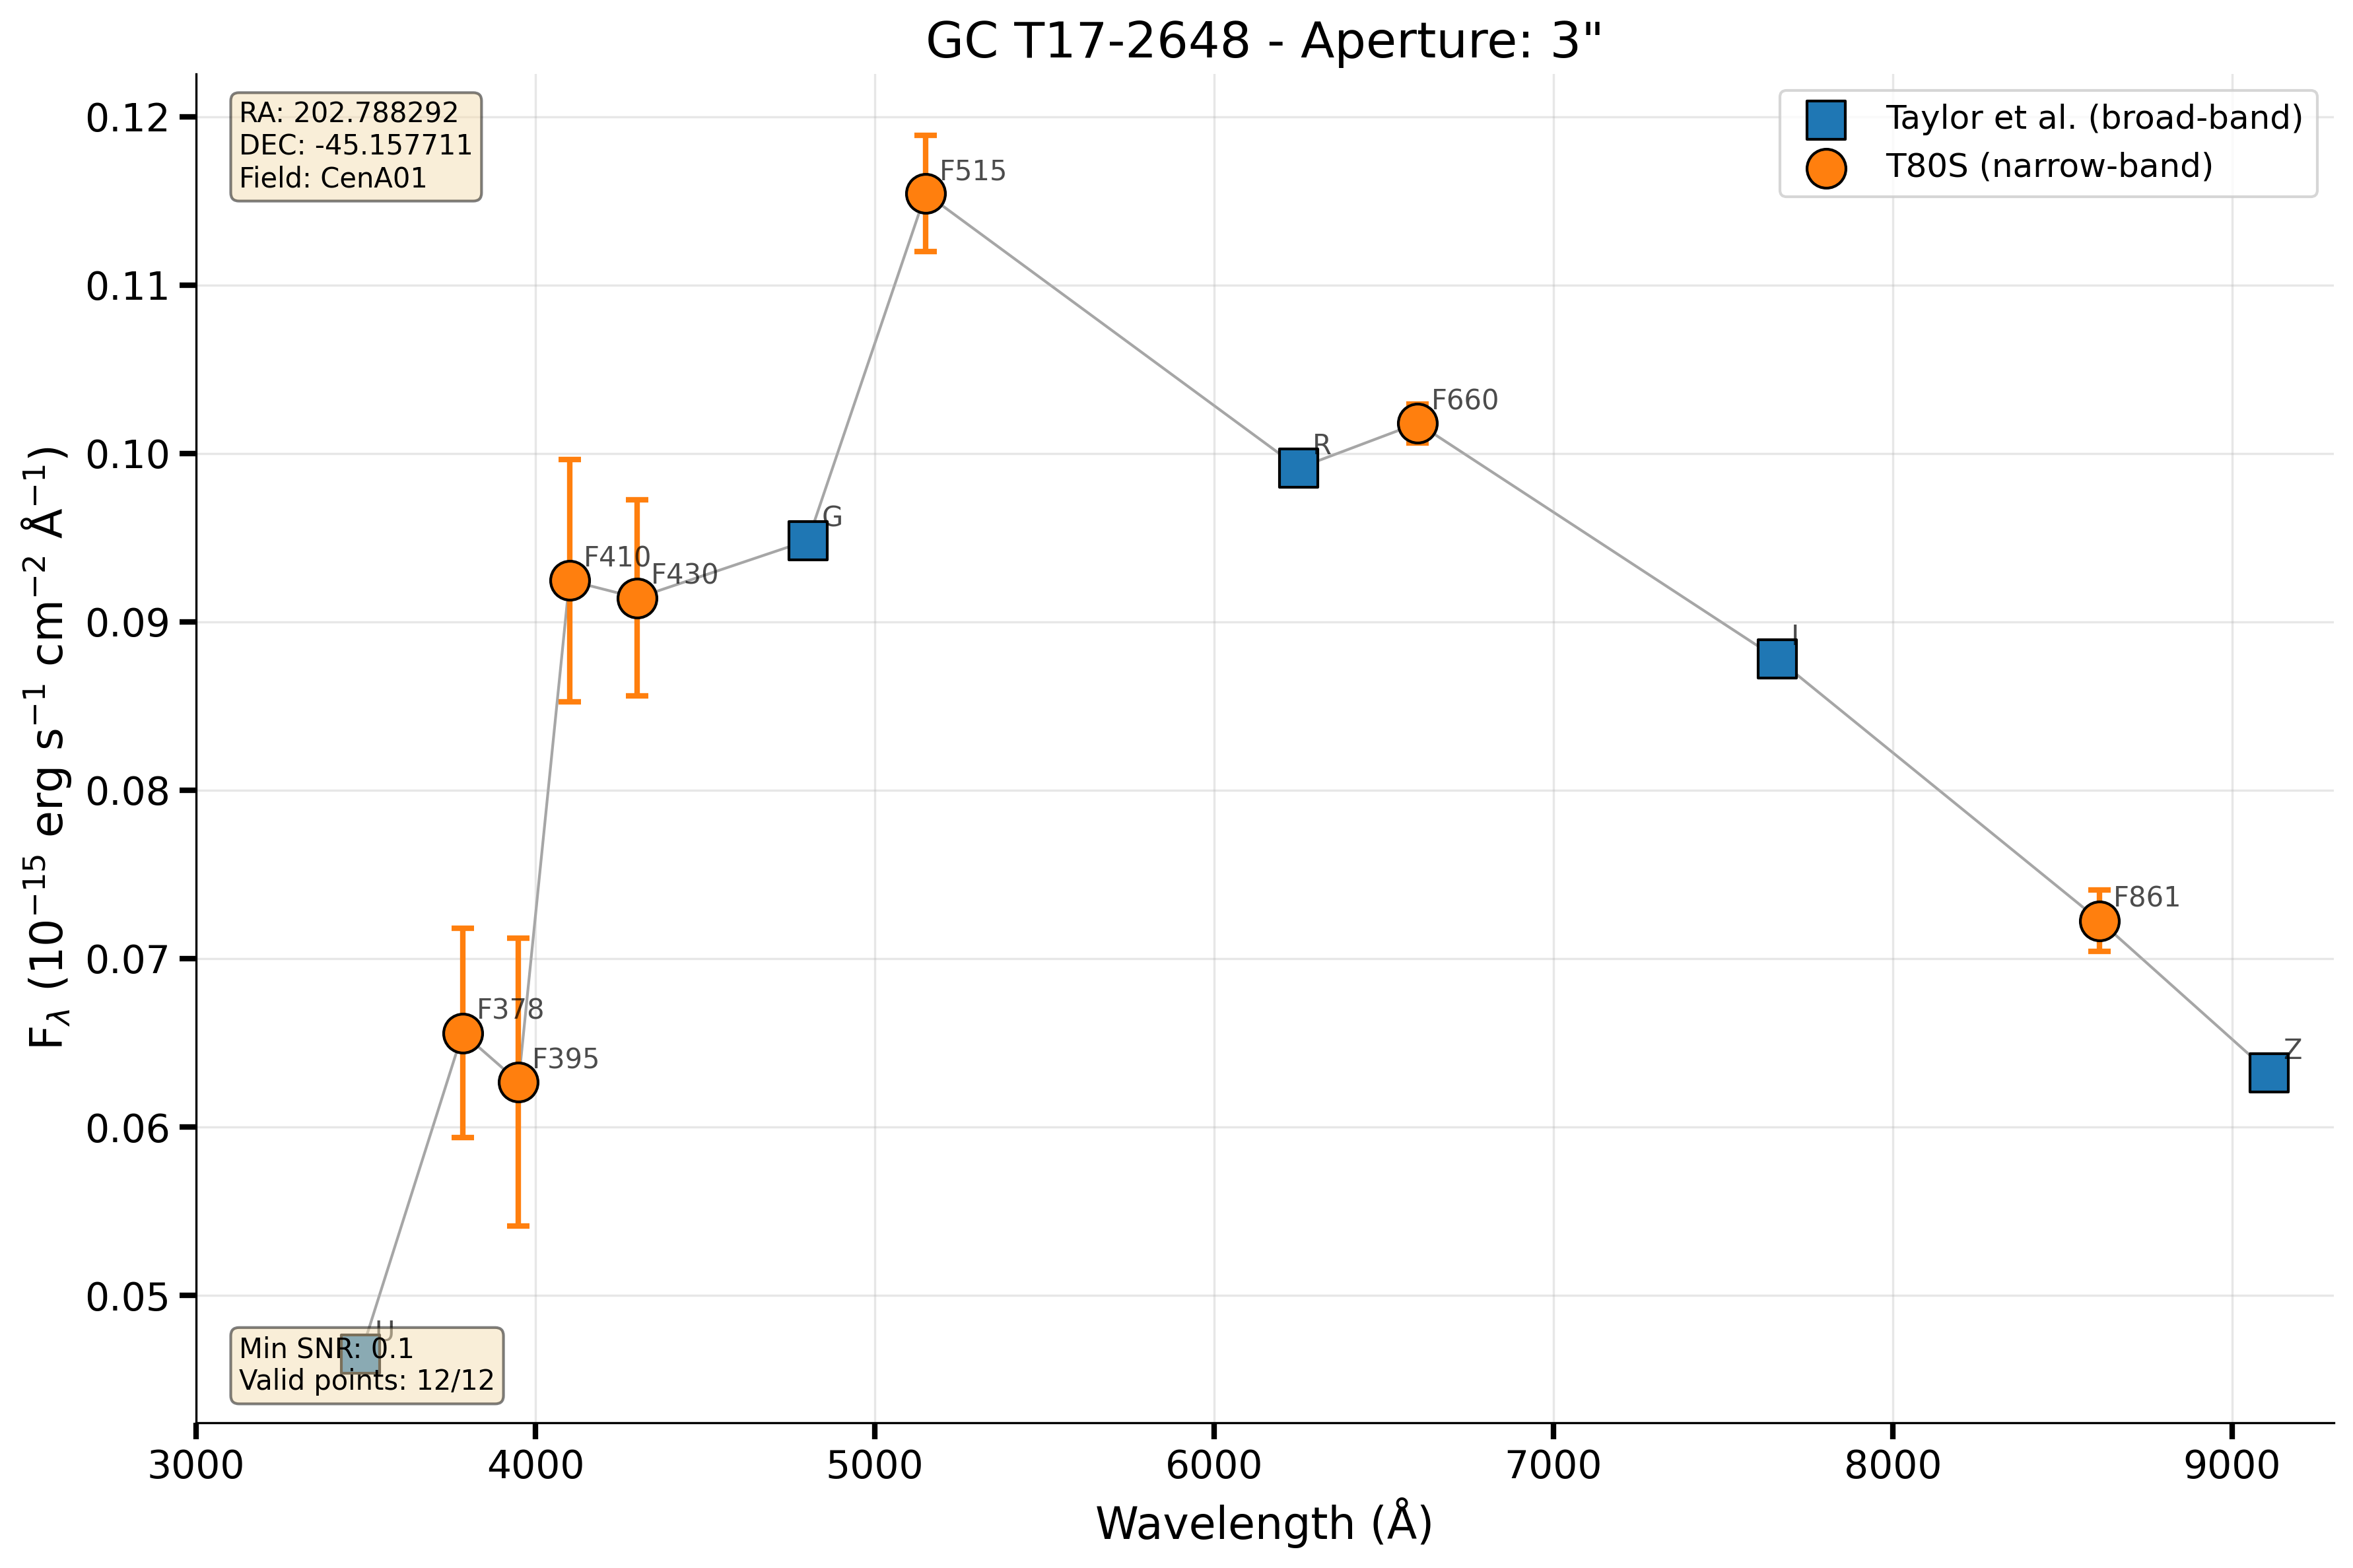 GC T17-2648 - Aperture: 3"
RA: 202.788292
DEC: -45.157711
Field: CenA01
Taylor et al. (broad-band)
T80S (narrow-band)
0.12
0.11
0.10
0.09
0.08
0.07
0.06
0.05
F515
F660
R
G
F410
F430
I
F861
F378
F395
Z
U
Min SNR: 0.1
Valid points: 12/12
3000
4000
5000
6000
7000
8000
9000
Wavelength (Å)
Fλ (10⁻¹⁵ erg s⁻¹ cm⁻² Å⁻¹)